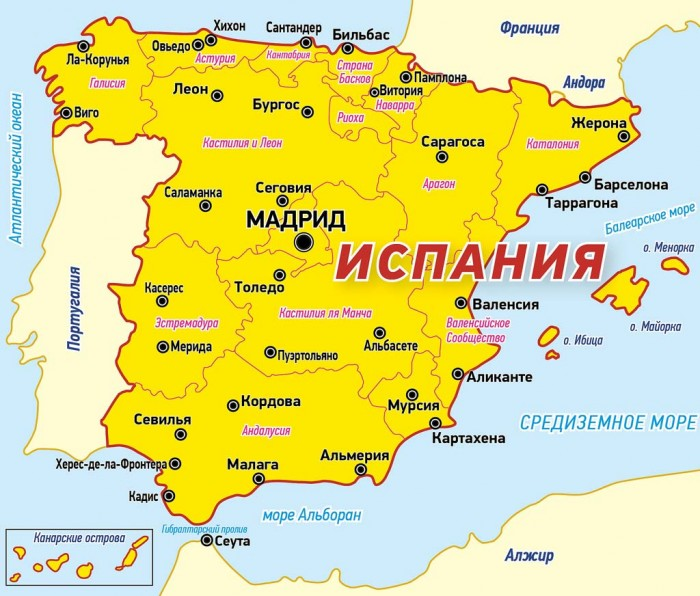 Франция
Хихон
Сантандер
Бильбас
Овьедо
Ла-Корунья
Астурия
Кантабрия
Страна
Басков
Памплона
Андора
Галисия
Леон
Витория
Наварра
Виго
Бургос
Риоха
Жерона
Атлантический океан
Кастилия и Леон
Сарагоса
Каталония
Саламанка
Сеговия
Арагон
Барселона
Таррагона
МАДРИД
Балеарское море
ИСПАНИЯ
о. Менорка
Португалия
Касерес
Толедо
Валенсия
Эстремадура
Кастилия ля Манча
Валенсийское
Сообщество
о. Майорка
о. Ибица
Мерида
Пуэртольяно
Альбасете
Аликанте
Кордова
Мурсия
СРЕДИЗЕМНОЕ МОРЕ
Севилья
Андалусия
Картахена
Херес-де-ла-Фронтера
Малага
Альмерия
Кадис
море Альборан
Гибралтарский пролив
Канарские острова
Сеута
Алжир